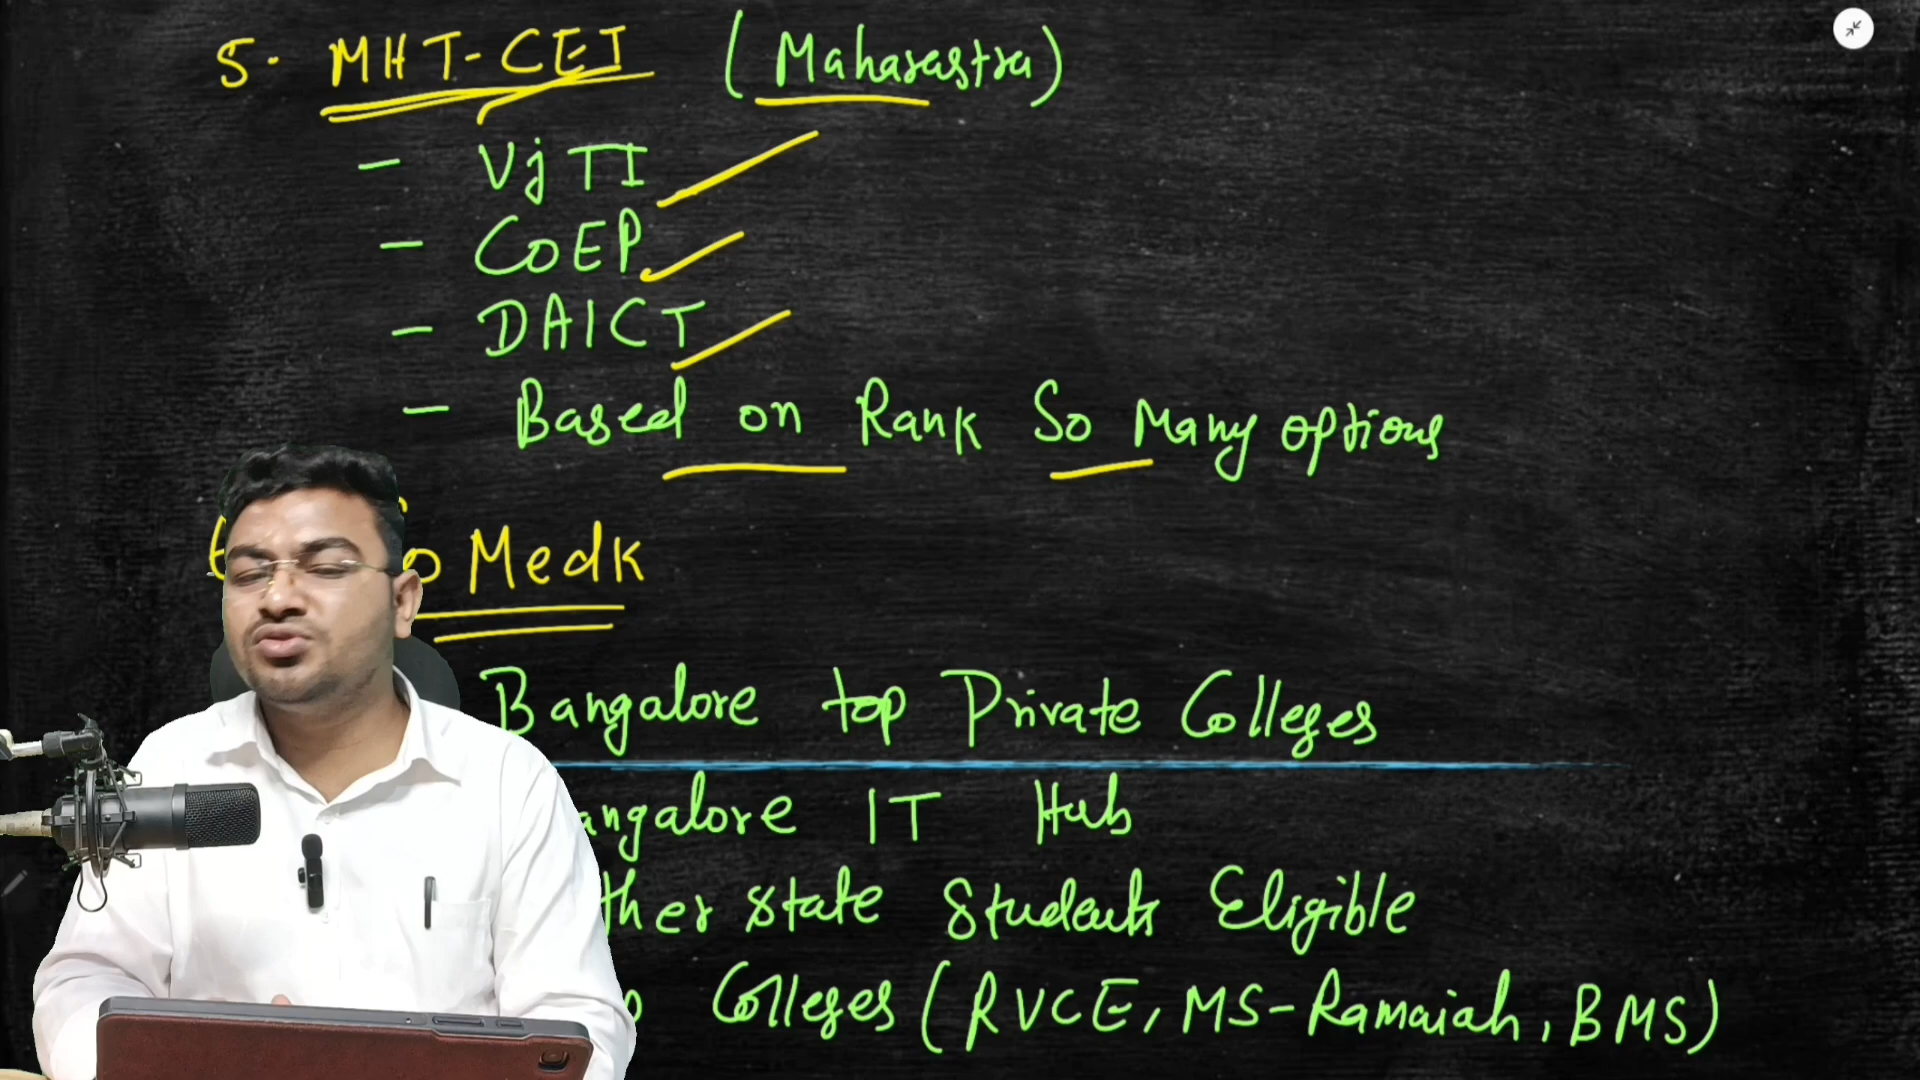 5. MHT-CET (Maharastra)
- VjTI
- COEP
- DAICT
- Based on Rank So Many options
Medk
Bangalore top Private Colleges
angalore IT Hub
ther state Students Eligible
Colleges (RVCE, MS-Ramaiah, BMS)